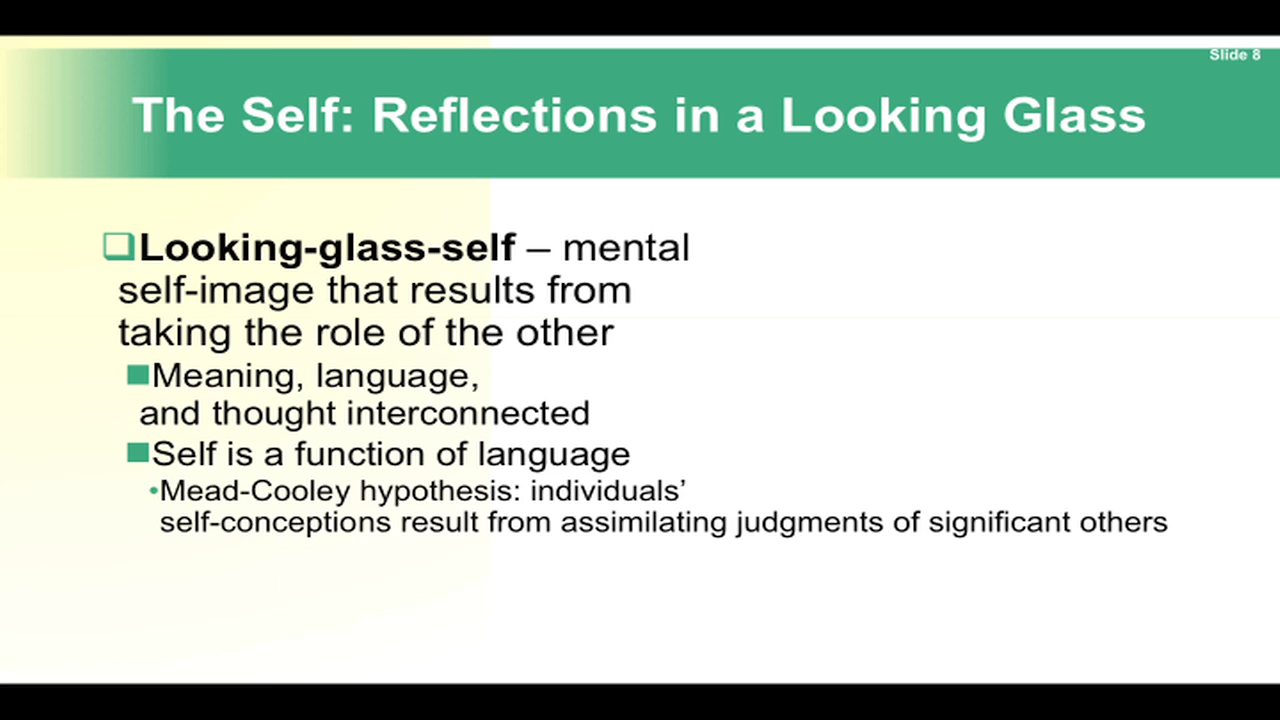 Slide 8
The Self: Reflections in a Looking Glass
Looking-glass-self – mental
self-image that results from
taking the role of the other
Meaning, language,
and thought interconnected
Self is a function of language
•Mead-Cooley hypothesis: individuals’
self-conceptions result from assimilating judgments of significant others